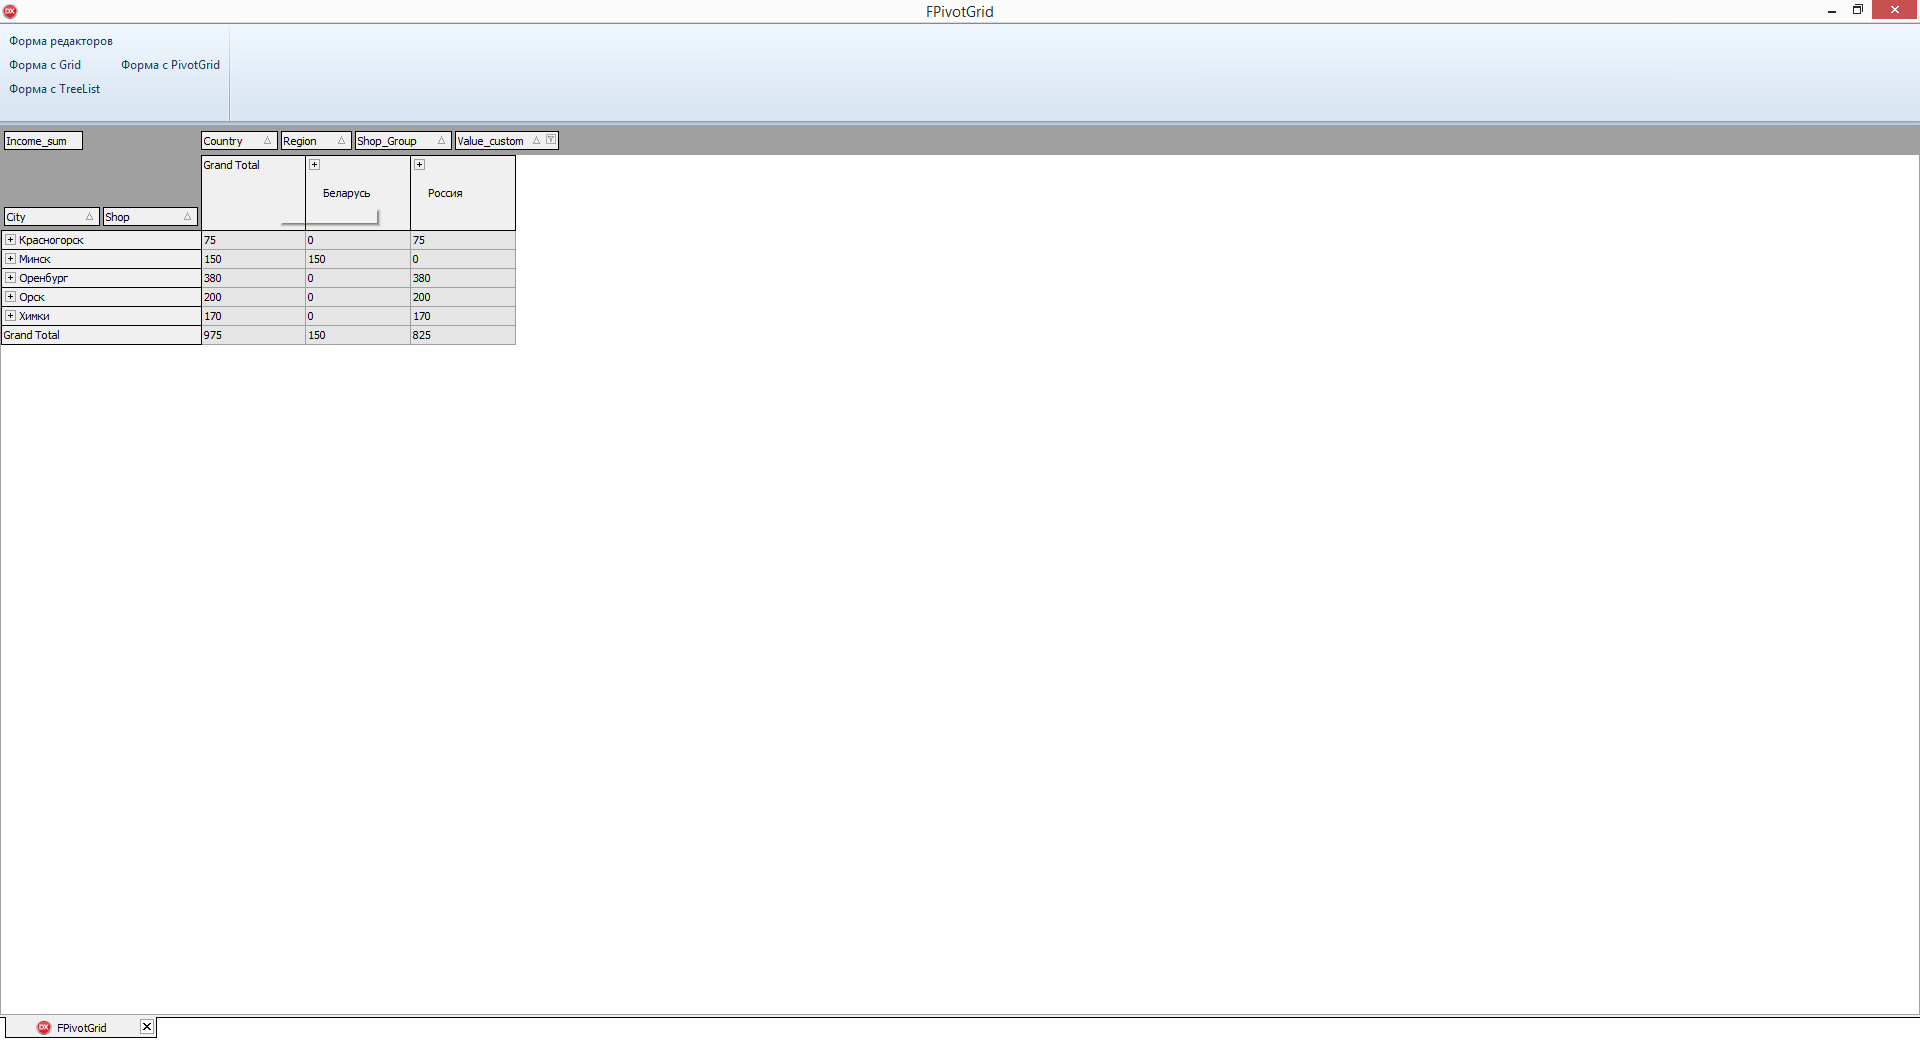 FPivotGrid
Форма редакторов
Форма с Grid Форма с PivotGrid
Форма с TreeList
Income_sum Country Region Shop_Group Value_custom
Grand Total
Беларусь Россия
City Shop
Красногорск 75 0 75
Минск 150 150 0
Оренбург 380 0 380
Орск 200 0 200
Химки 170 0 170
Grand Total 975 150 825
DX FPivotGrid